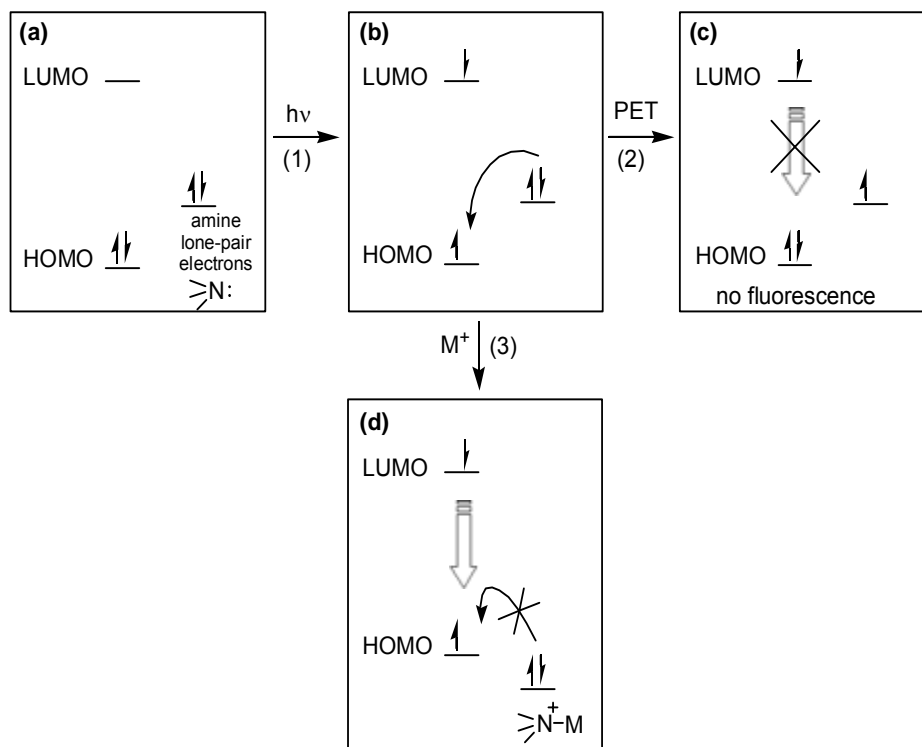 (a)
LUMO
HOMO
amine
lone-pair
electrons
N:
hν
(1)
(b)
LUMO
HOMO
PET
(2)
(c)
LUMO
HOMO
no fluorescence
M+
(3)
(d)
LUMO
HOMO
N+-M